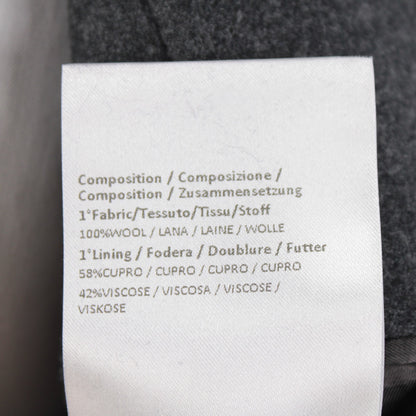 Composition / Composizione /
Composition / Zusammensetzung
1°Fabric/Tessuto/Tissu/Stoff
100%WOOL / LANA / LAINE / WOLLE
1°Lining / Fodera / Doublure / Futter
58%CUPRO / CUPRO / CUPRO / CUPRO
42%VISCOSE / VISCOSA / VISCOSE /
VISKOSE